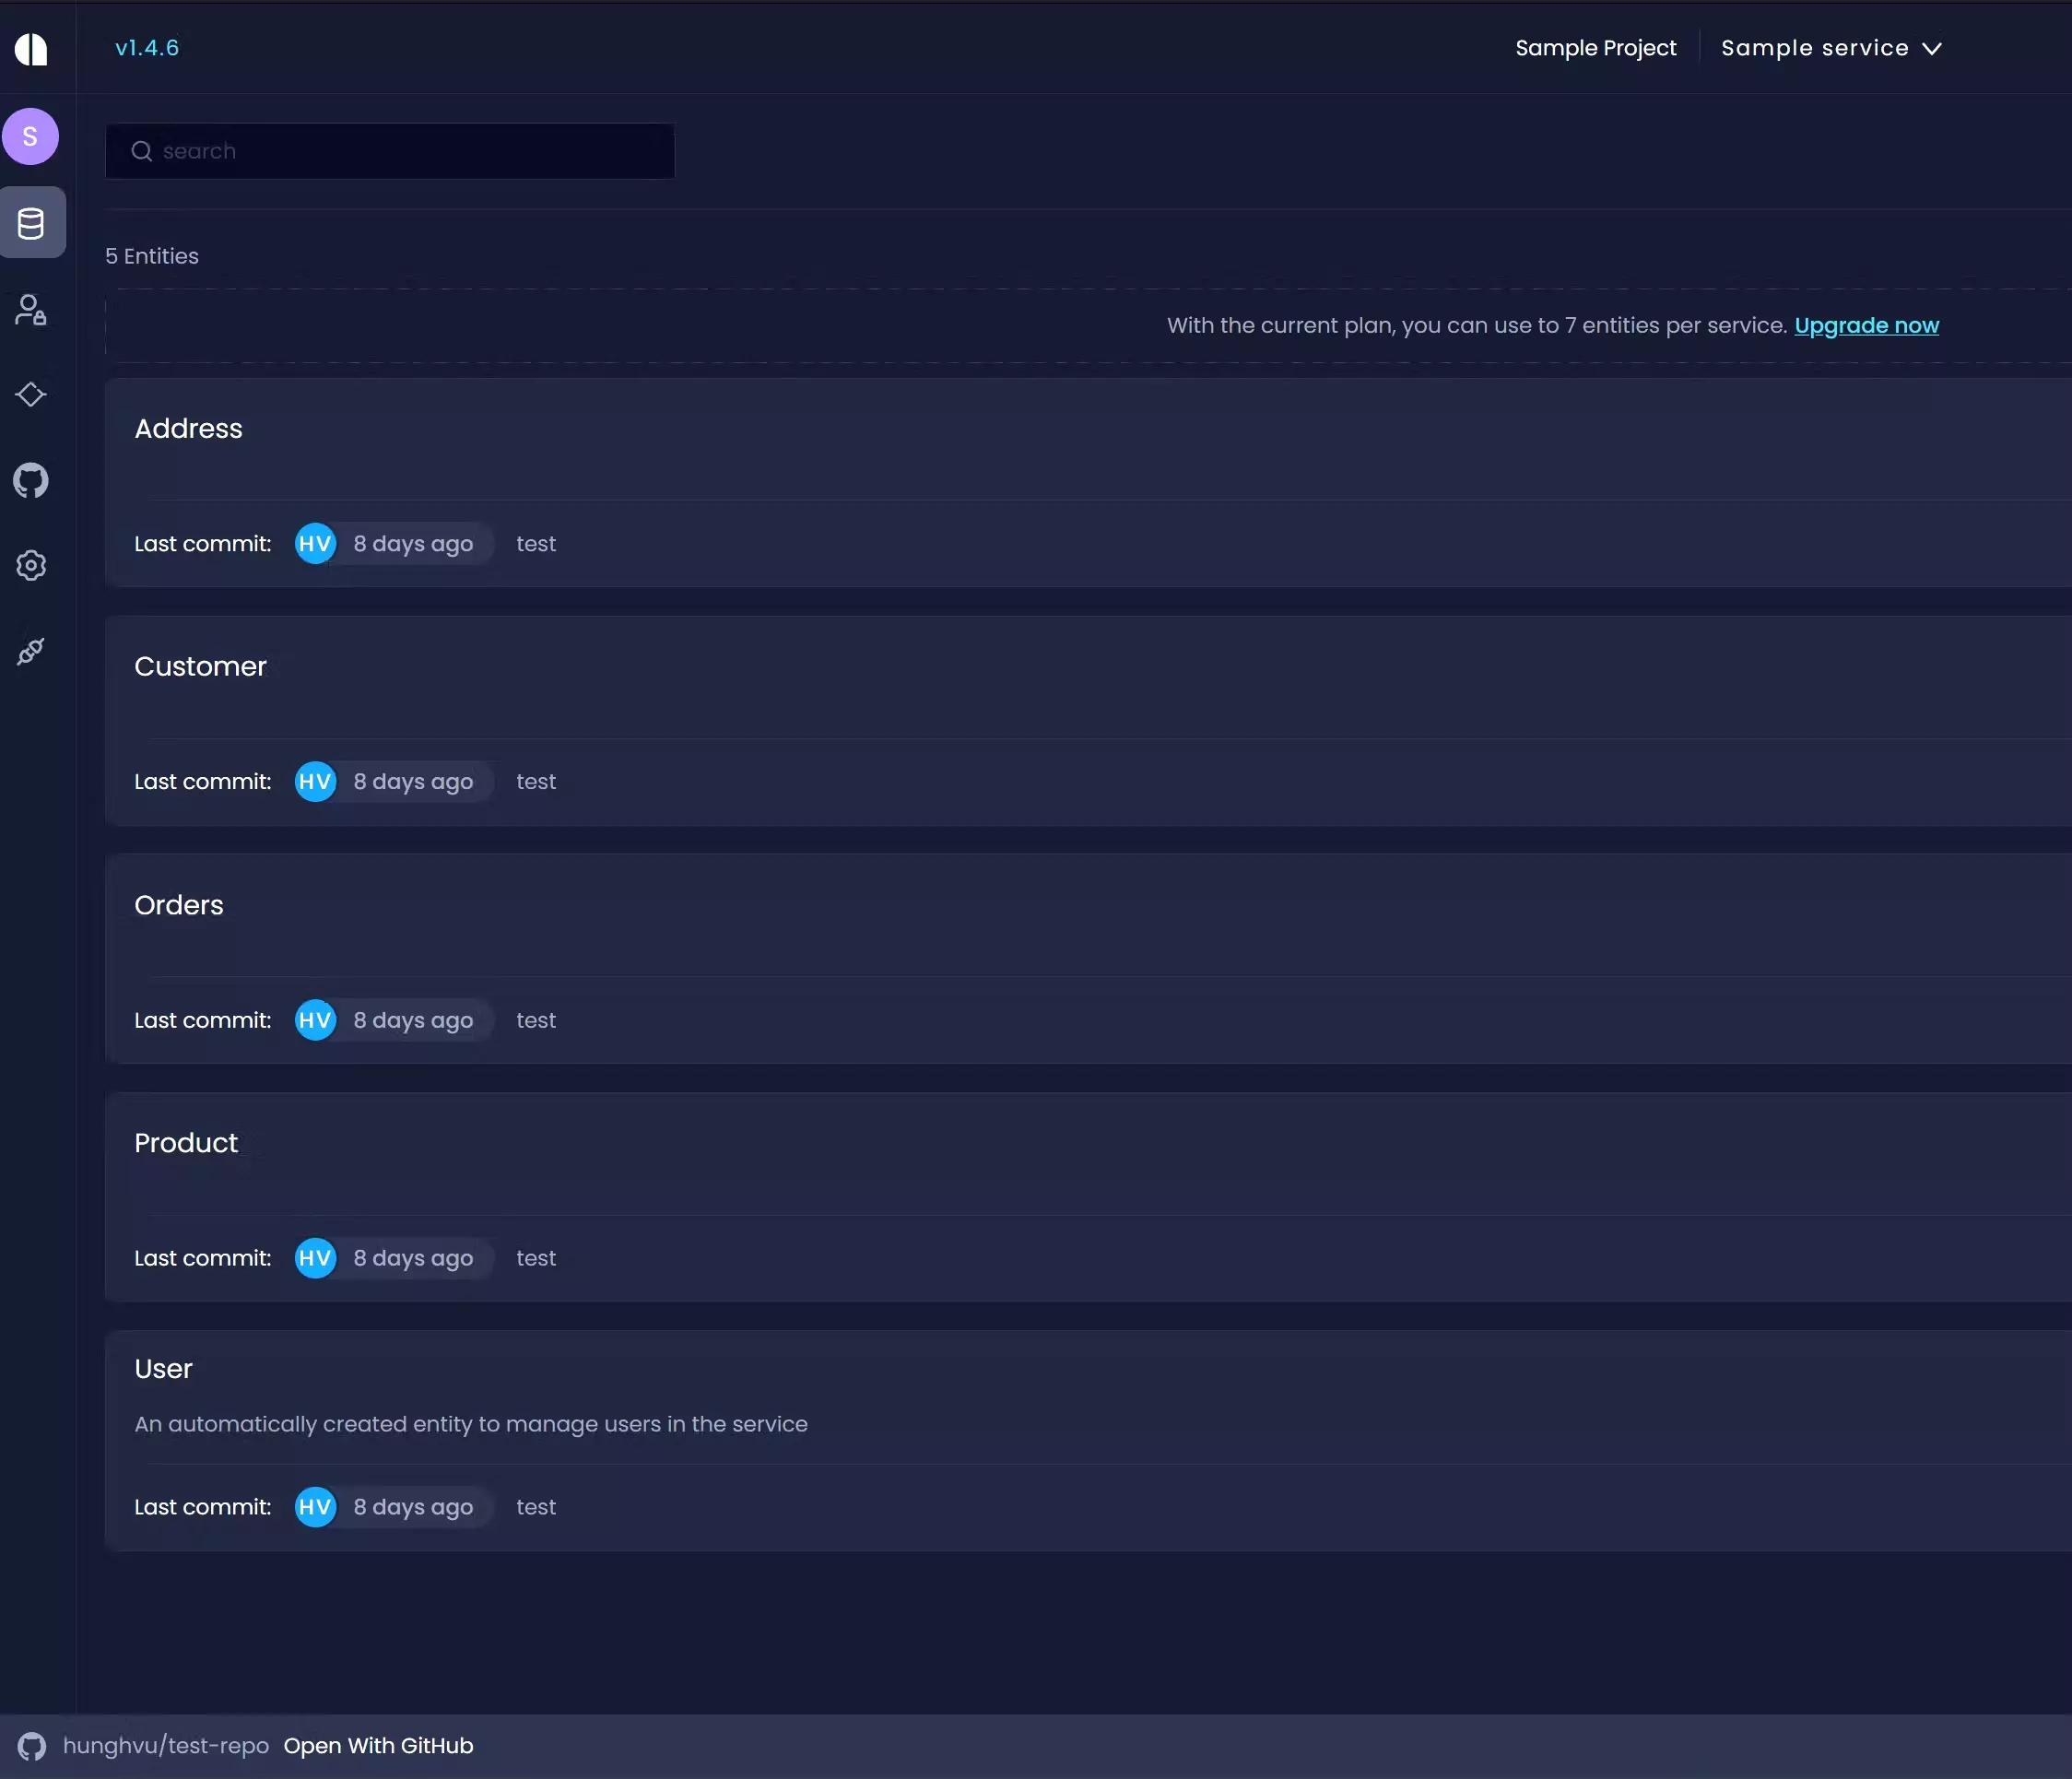 v1.4.6
Sample Project
Sample service
S
search
5 Entities
With the current plan, you can use to 7 entities per service. Upgrade now
Address
Last commit: HV 8 days ago test
Customer
Last commit: HV 8 days ago test
Orders
Last commit: HV 8 days ago test
Product
Last commit: HV 8 days ago test
User
An automatically created entity to manage users in the service
Last commit: HV 8 days ago test
hunghvu/test-repo Open With GitHub